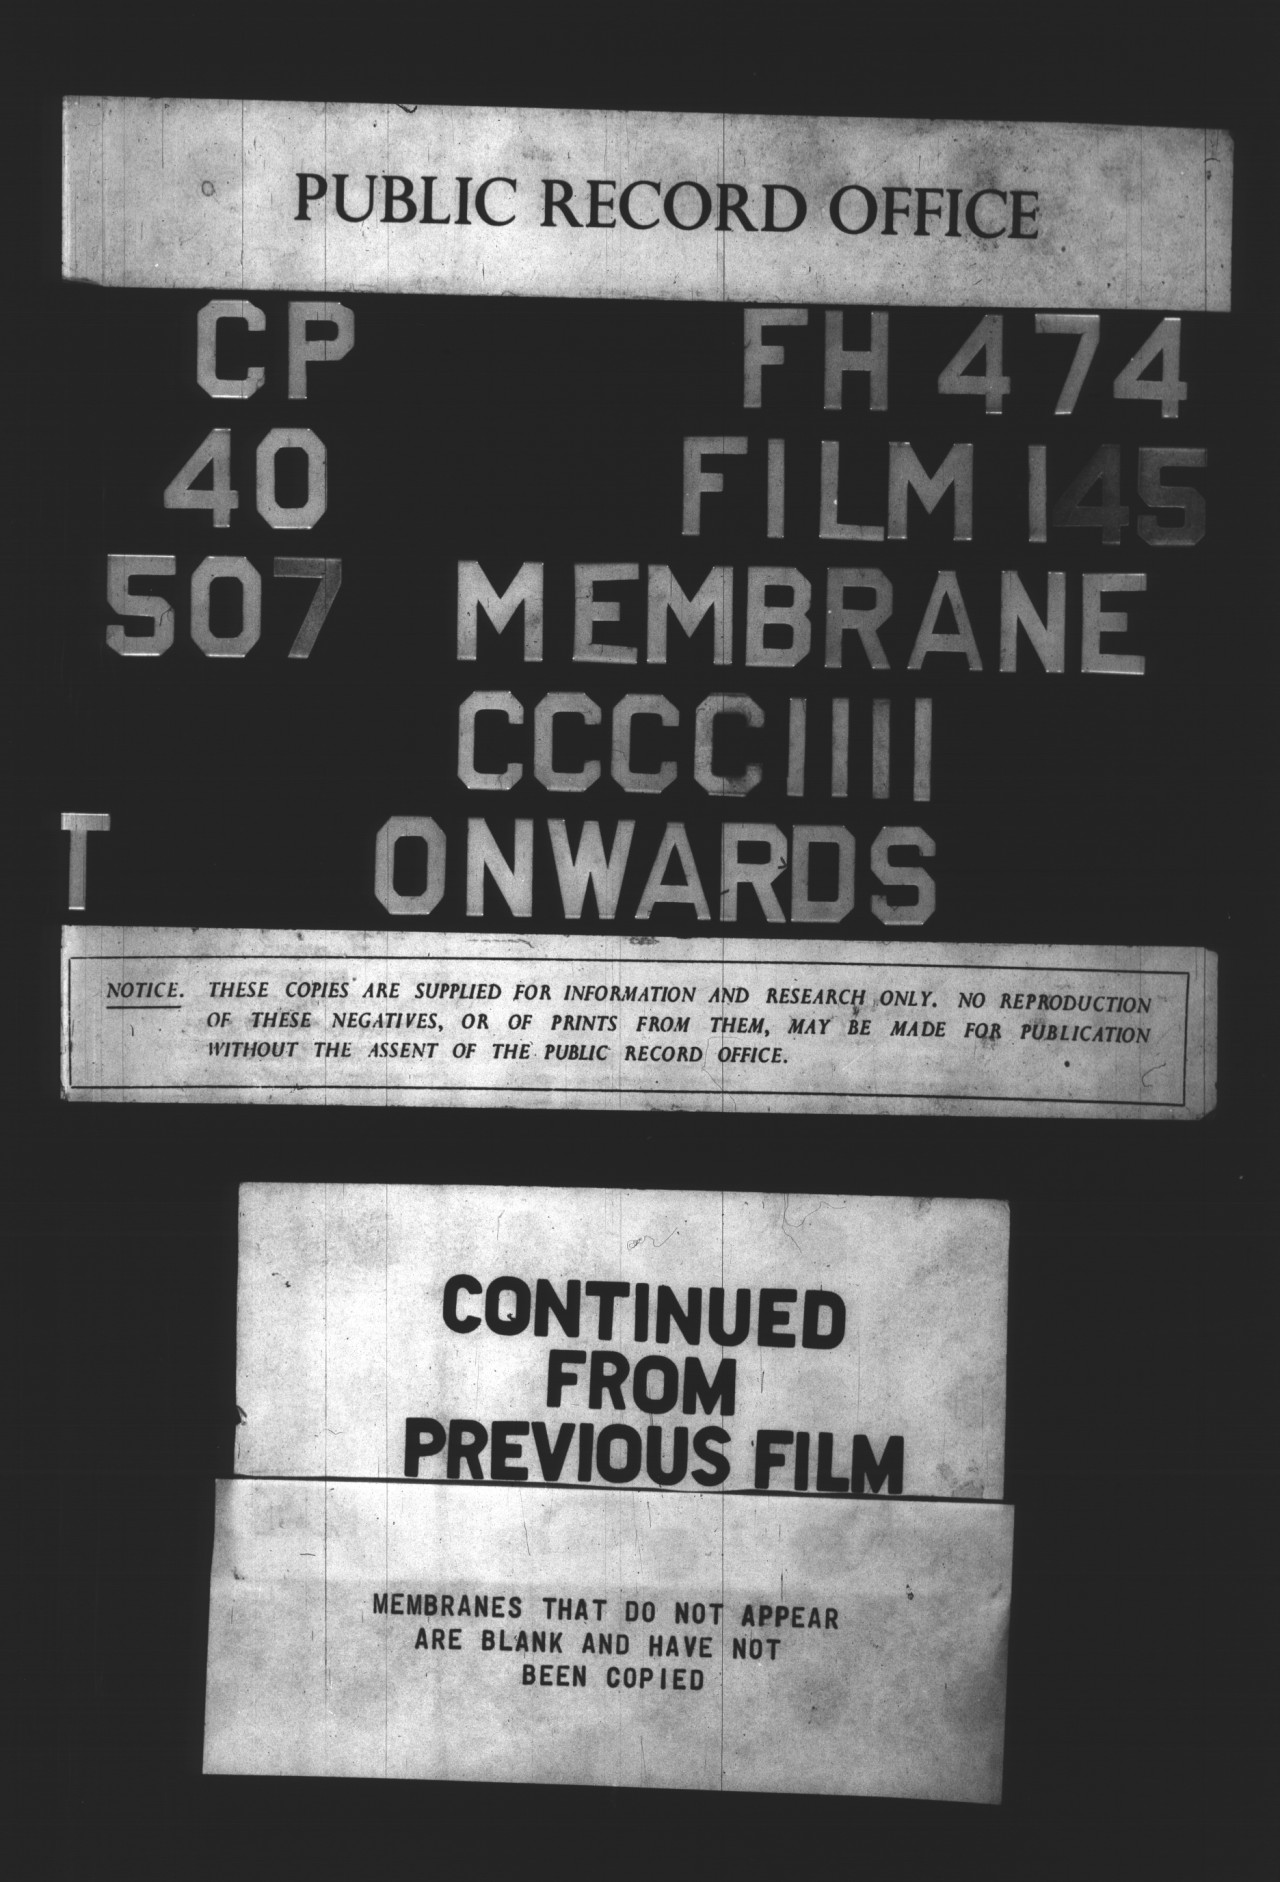 PUBLIC RECORD OFFICE
CP FH 474
40 FILM 145
507 MEMBRANE
CCCCIIII
T ONWARDS
NOTICE. THESE COPIES ARE SUPPLIED FOR INFORMATION AND RESEARCH ONLY. NO REPRODUCTION
OF THESE NEGATIVES, OR OF PRINTS FROM THEM, MAY BE MADE FOR PUBLICATION
WITHOUT THE ASSENT OF THE PUBLIC RECORD OFFICE.
CONTINUED
FROM
PREVIOUS FILM
MEMBRANES THAT DO NOT APPEAR
ARE BLANK AND HAVE NOT
BEEN COPIED